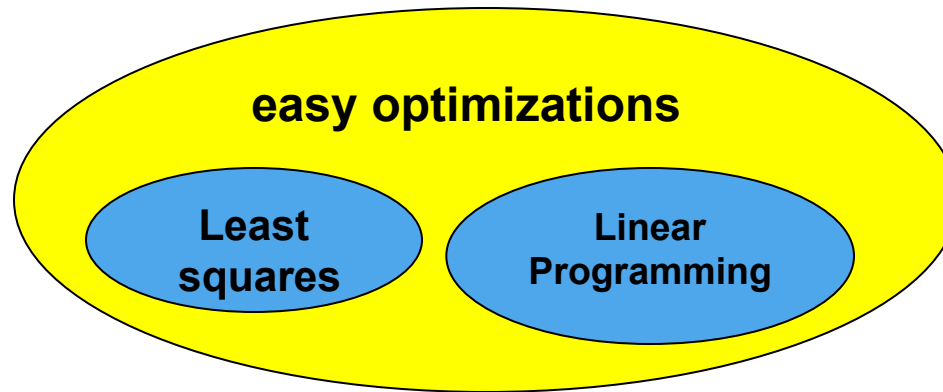 easy optimizations
Least
squares
Linear
Programming